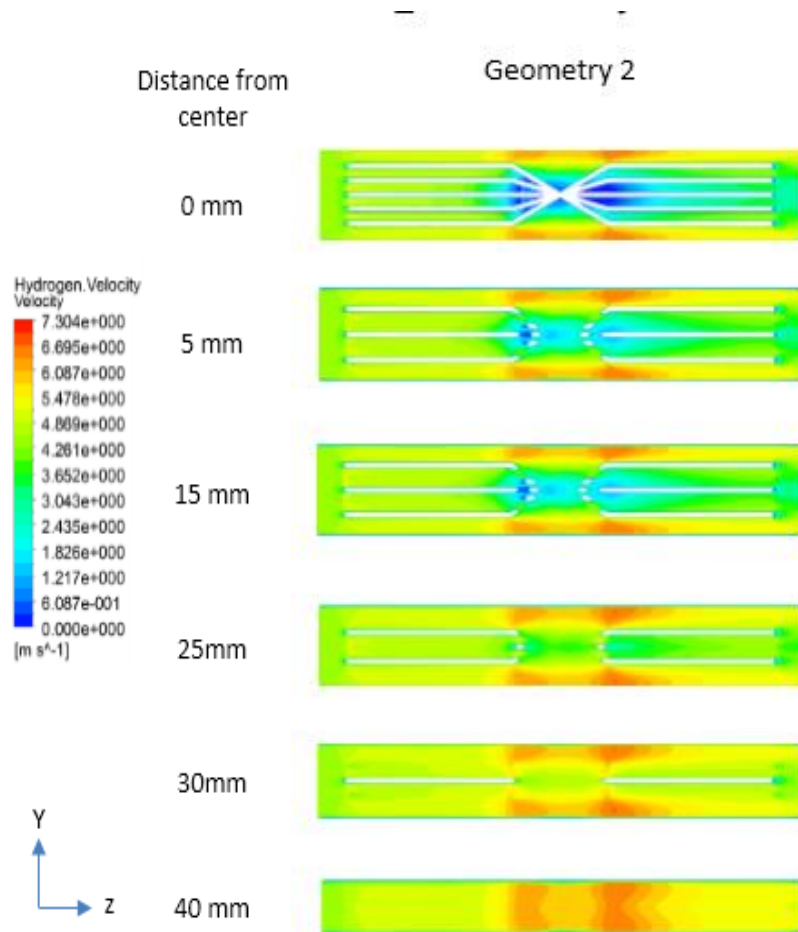 Geometry 2
Distance from
center
0 mm
Hydrogen.Velocity
Velocity
7.304e+000
6.695e+000
6.087e+000
5.478e+000
4.869e+000
4.261e+000
3.652e+000
3.043e+000
2.435e+000
1.826e+000
1.217e+000
6.087e-001
0.000e+000
[m s^-1]
5 mm
15 mm
25mm
30mm
40 mm
Y
Z